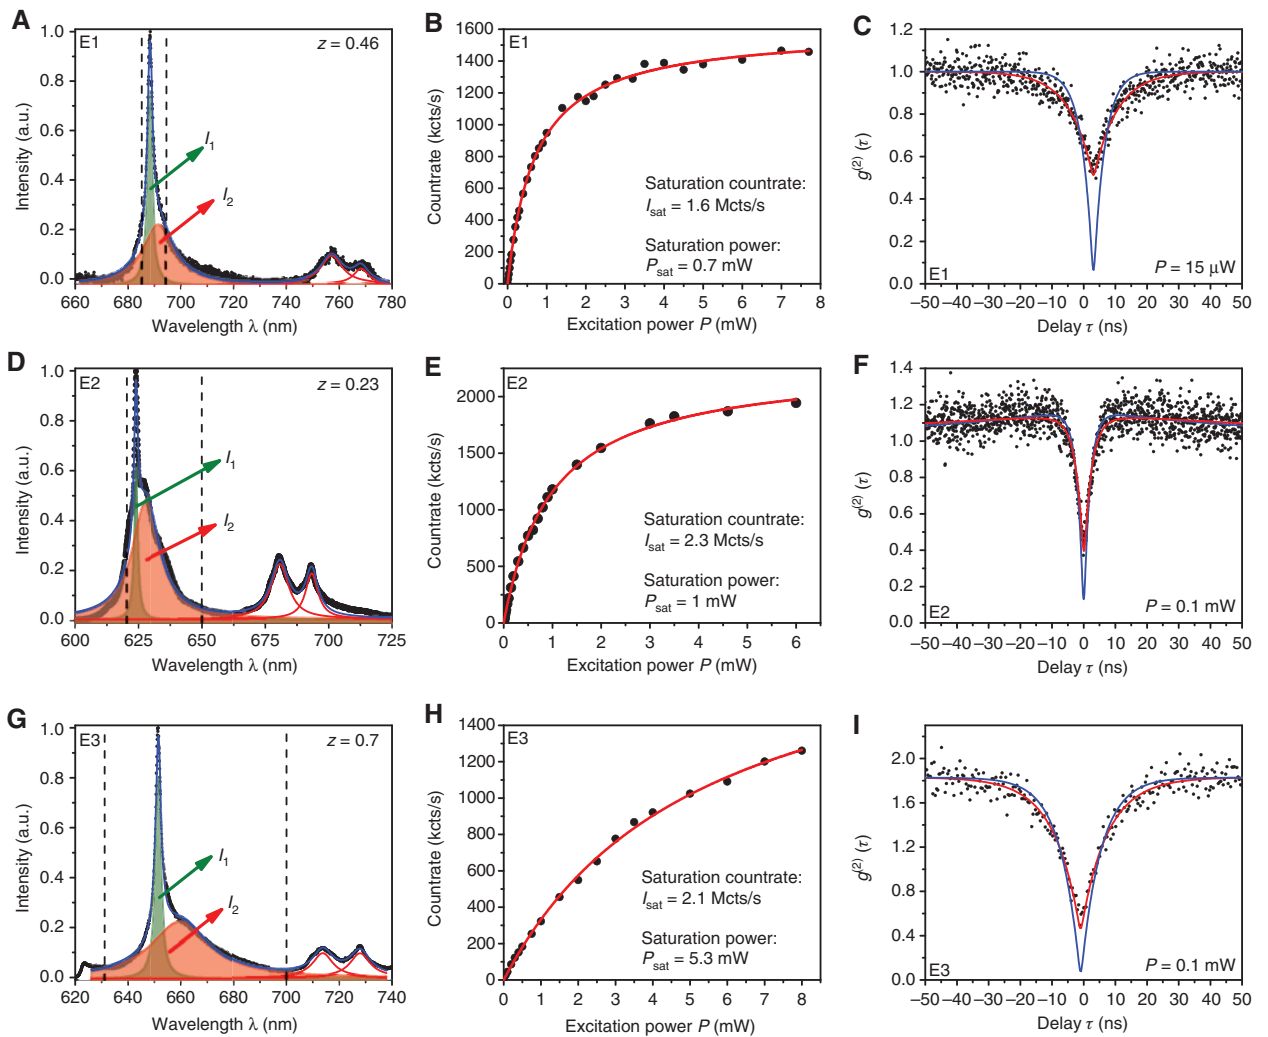 A
E1
z = 0.46
I1
I2
Intensity (a.u.)
1.0
0.8
0.6
0.4
0.2
0.0
660 680 700 720 740 760 780
Wavelength λ (nm)
B
E1
Countrate (kcts/s)
1600
1400
1200
1000
800
600
400
200
0
Saturation countrate:
Isat = 1.6 Mcts/s
Saturation power:
Psat = 0.7 mW
0 1 2 3 4 5 6 7 8
Excitation power P (mW)
C
g(2) (τ)
1.2
1.0
0.8
0.6
0.4
0.2
0.0
E1
P = 15 μW
−50 −40 −30 −20 −10 0 10 20 30 40 50
Delay τ (ns)
D
E2
z = 0.23
I1
I2
Intensity (a.u.)
1.0
0.8
0.6
0.4
0.2
0.0
600 625 650 675 700 725
Wavelength λ (nm)
E
E2
Countrate (kcts/s)
2000
1500
1000
500
0
Saturation countrate:
Isat = 2.3 Mcts/s
Saturation power:
Psat = 1 mW
0 1 2 3 4 5 6
Excitation power P (mW)
F
g(2) (τ)
1.4
1.2
1.0
0.8
0.6
0.4
0.2
0.0
E2
P = 0.1 mW
−50 −40 −30 −20 −10 0 10 20 30 40 50
Delay τ (ns)
G
E3
z = 0.7
I1
I2
Intensity (a.u.)
1.0
0.8
0.6
0.4
0.2
0.0
620 640 660 680 700 720 740
Wavelength λ (nm)
H
E3
Countrate (kcts/s)
1400
1200
1000
800
600
400
200
0
Saturation countrate:
Isat = 2.1 Mcts/s
Saturation power:
Psat = 5.3 mW
0 1 2 3 4 5 6 7 8
Excitation power P (mW)
I
g(2) (τ)
2.0
1.6
1.2
0.8
0.4
0.0
E3
P = 0.1 mW
−50 −40 −30 −20 −10 0 10 20 30 40 50
Delay τ (ns)